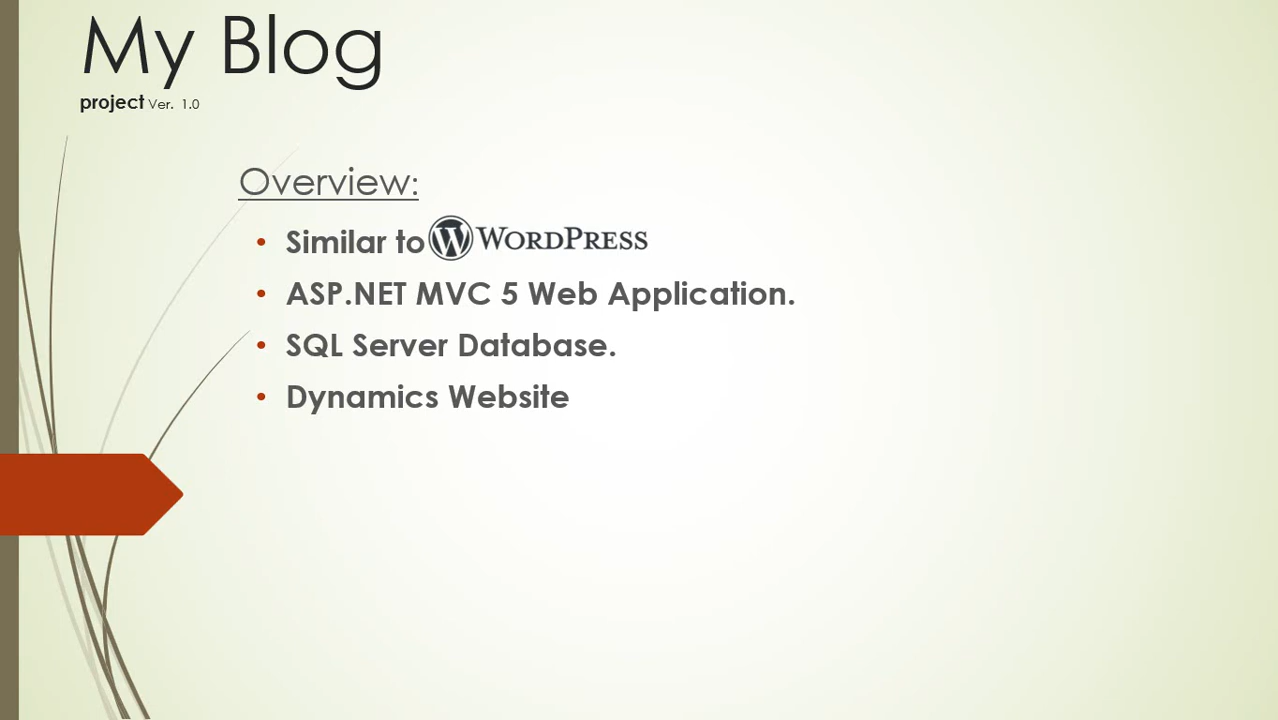 My Blog
project Ver. 1.0
Overview:
• Similar to WORDPRESS
• ASP.NET MVC 5 Web Application.
• SQL Server Database.
• Dynamics Website